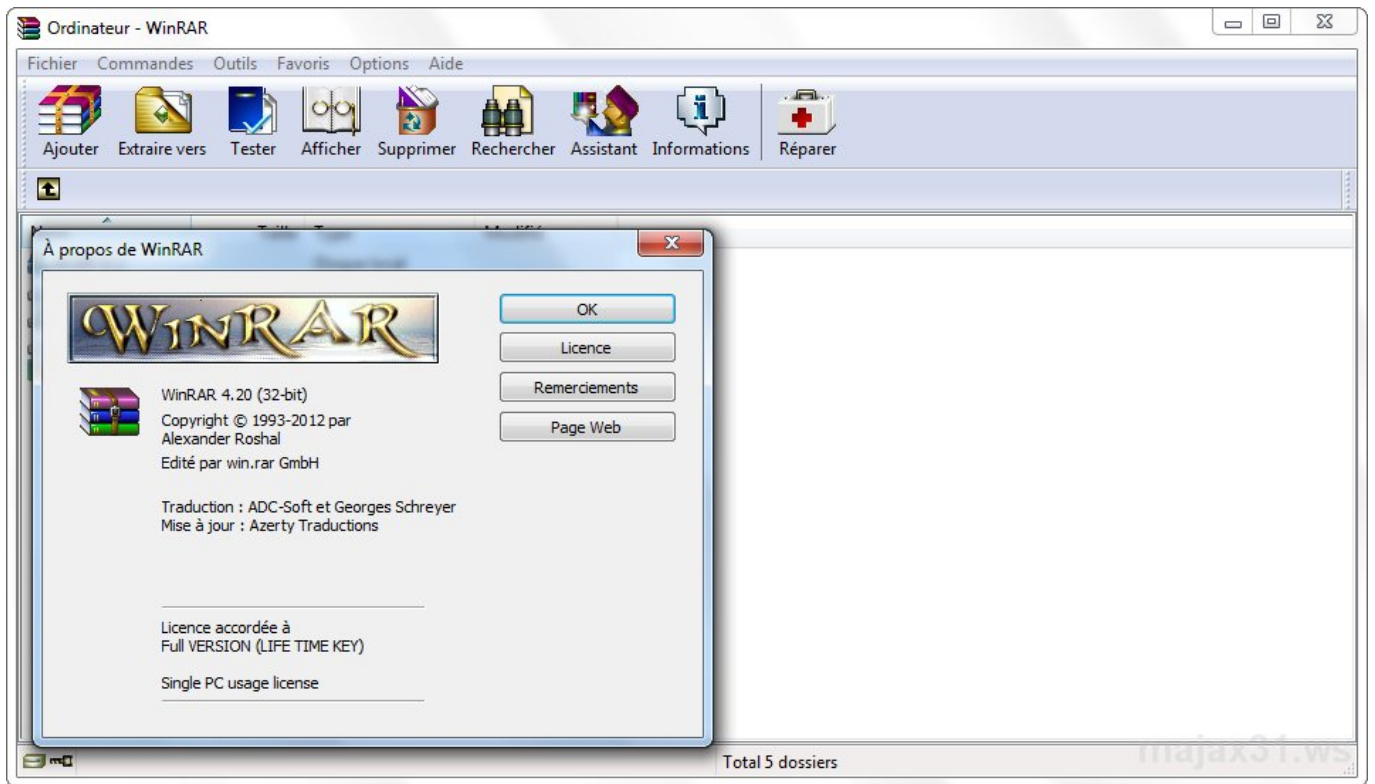 Ordinateur - WinRAR
Fichier Commandes Outils Favoris Options Aide
Ajouter Extraire vers Tester Afficher Supprimer Rechercher Assistant Informations Réparer
À propos de WinRAR
WINRAR
OK
Licence
Remerciements
Page Web
WinRAR 4.20 (32-bit)
Copyright © 1993-2012 par
Alexander Roshal
Edité par win.rar GmbH
Traduction : ADC-Soft et Georges Schreyer
Mise à jour : Azerty Traductions
Licence accordée à
Full VERSION (LIFE TIME KEY)
Single PC usage license
Total 5 dossiers
majax31.ws